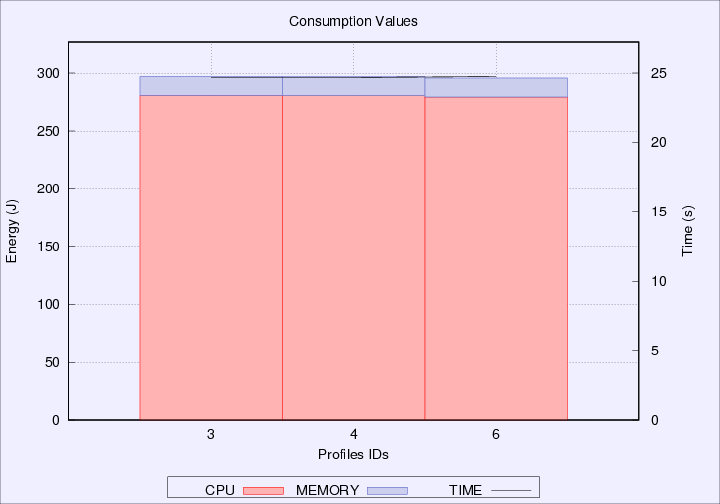 Consumption Values
300
250
200
150
100
50
0
Energy (J)
25
20
15
10
5
0
Time (s)
3 4 6
Profiles IDs
CPU MEMORY TIME